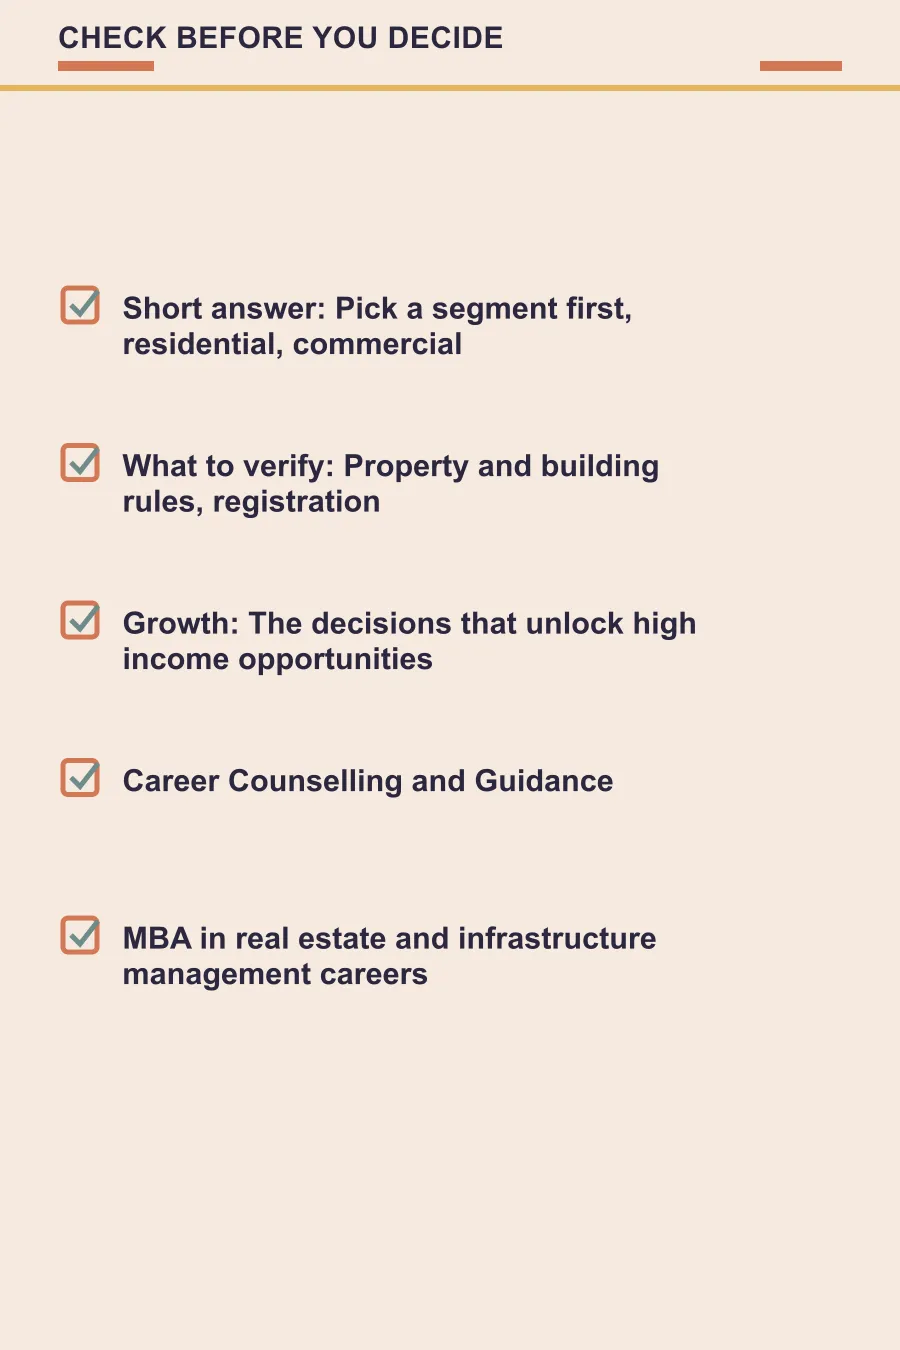 CHECK BEFORE YOU DECIDE
Short answer: Pick a segment first,
residential, commercial
What to verify: Property and building
rules, registration
Growth: The decisions that unlock high
income opportunities
Career Counselling and Guidance
MBA in real estate and infrastructure
management careers